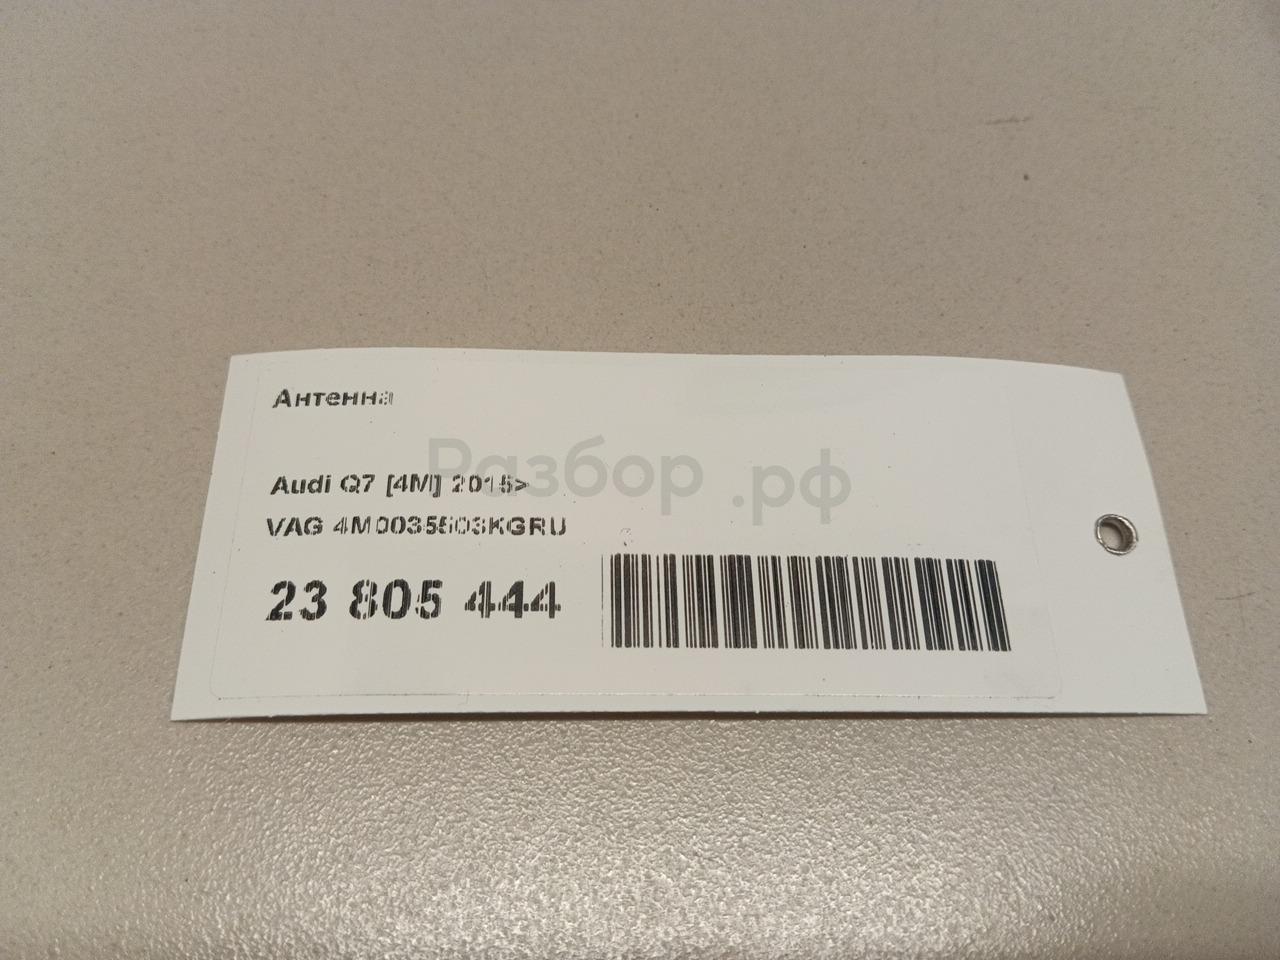 Антенна
Разбор.рф
Audi Q7 [4M] 2015>
VAG 4M0035503KGRU
23 805 444